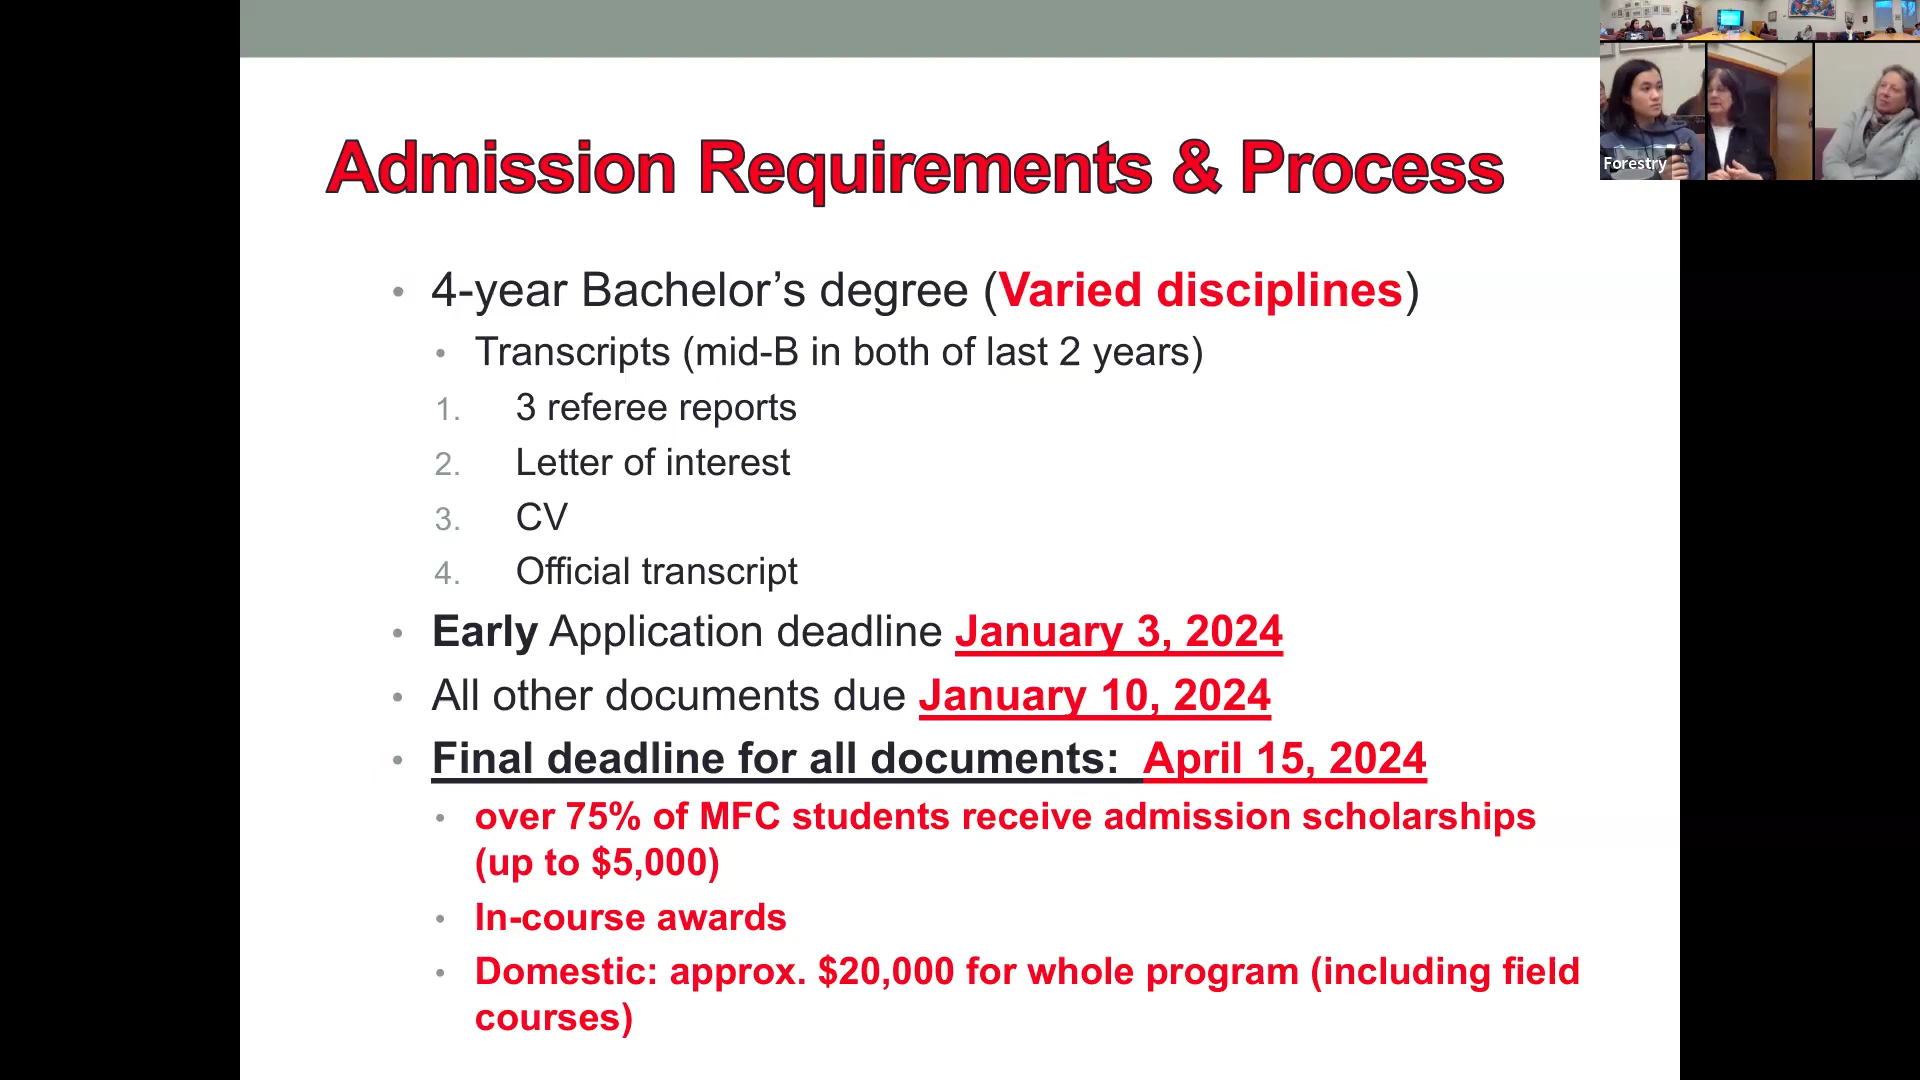 Admission Requirements & Process
• 4-year Bachelor’s degree (Varied disciplines)
• Transcripts (mid-B in both of last 2 years)
1. 3 referee reports
2. Letter of interest
3. CV
4. Official transcript
• Early Application deadline January 3, 2024
• All other documents due January 10, 2024
• Final deadline for all documents: April 15, 2024
• over 75% of MFC students receive admission scholarships
(up to $5,000)
• In-course awards
• Domestic: approx. $20,000 for whole program (including field
courses)
Forestry